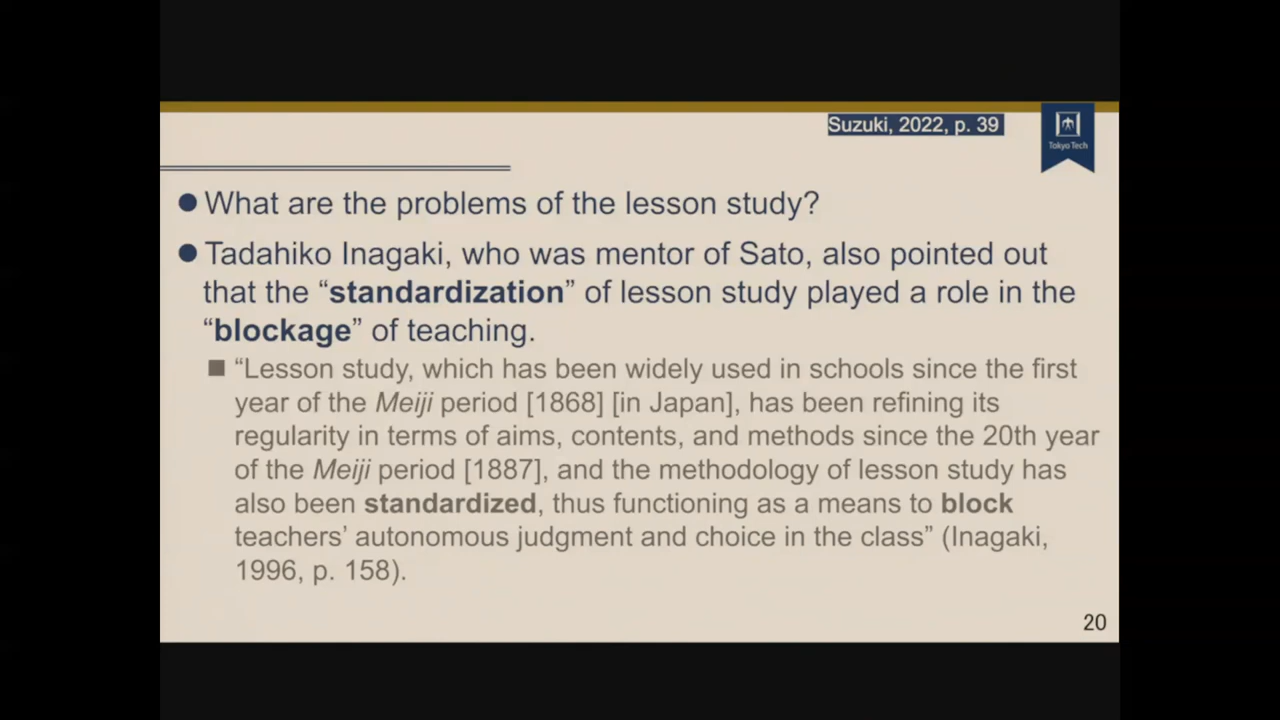 Suzuki, 2022, p. 39
Tokyo Tech
● What are the problems of the lesson study?
● Tadahiko Inagaki, who was mentor of Sato, also pointed out
that the “standardization” of lesson study played a role in the
“blockage” of teaching.
■ “Lesson study, which has been widely used in schools since the first
year of the Meiji period [1868] [in Japan], has been refining its
regularity in terms of aims, contents, and methods since the 20th year
of the Meiji period [1887], and the methodology of lesson study has
also been standardized, thus functioning as a means to block
teachers’ autonomous judgment and choice in the class” (Inagaki,
1996, p. 158).
20